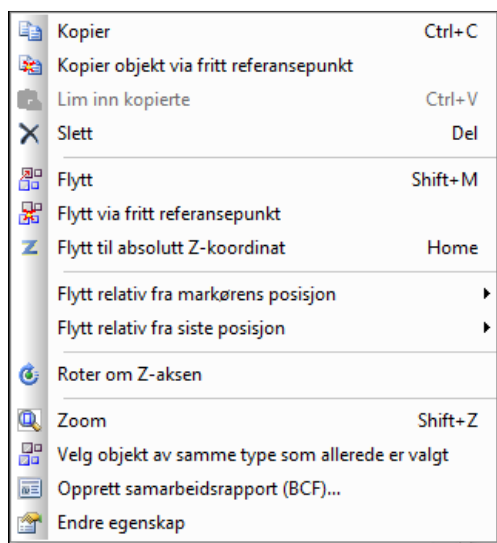 Kopier Ctrl+C
Kopier objekt via fritt referansepunkt
Lim inn kopierte Ctrl+V
Slett Del
Flytt Shift+M
Flytt via fritt referansepunkt
Flytt til absolutt Z-koordinat Home
Flytt relativ fra markørens posisjon
Flytt relativ fra siste posisjon
Roter om Z-aksen
Zoom Shift+Z
Velg objekt av samme type som allerede er valgt
Opprett samarbeidsrapport (BCF)...
Endre egenskap